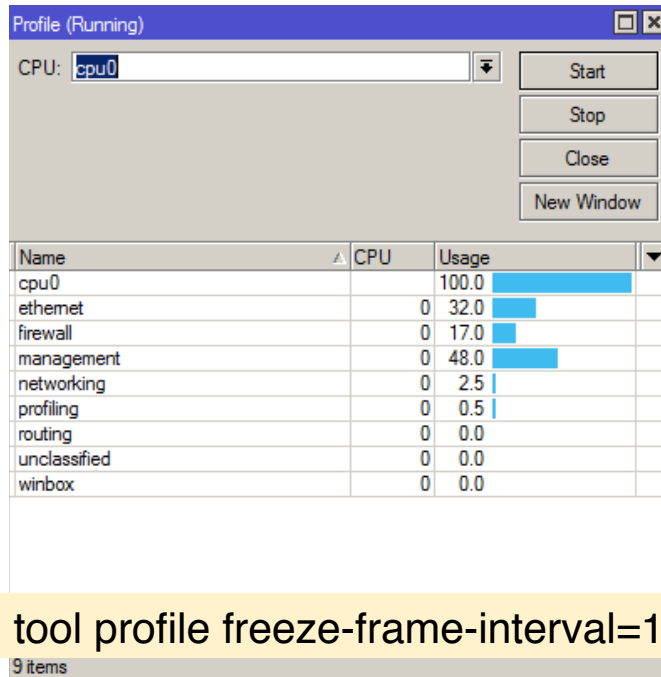 Profile (Running)
CPU: cpu0
Start
Stop
Close
New Window
Name CPU Usage
cpu0 100.0
ethernet 0 32.0
firewall 0 17.0
management 0 48.0
networking 0 2.5
profiling 0 0.5
routing 0 0.0
unclassified 0 0.0
winbox 0 0.0
tool profile freeze-frame-interval=1
9 items